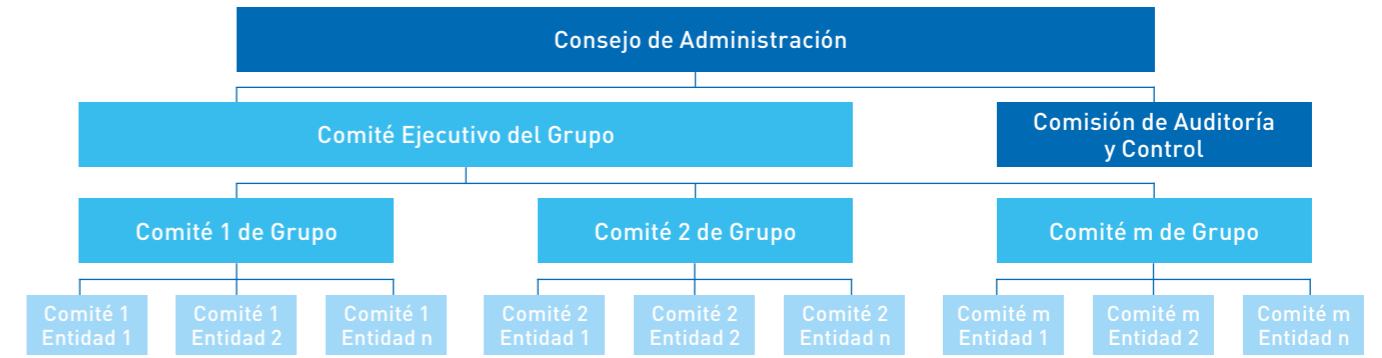 Consejo de Administración
Comité Ejecutivo del Grupo
Comisión de Auditoría
y Control
Comité 1 de Grupo
Comité 2 de Grupo
Comité m de Grupo
Comité 1
Entidad 1
Comité 1
Entidad 2
Comité 1
Entidad n
Comité 2
Entidad 1
Comité 2
Entidad 2
Comité 2
Entidad n
Comité m
Entidad 1
Comité m
Entidad 2
Comité m
Entidad n